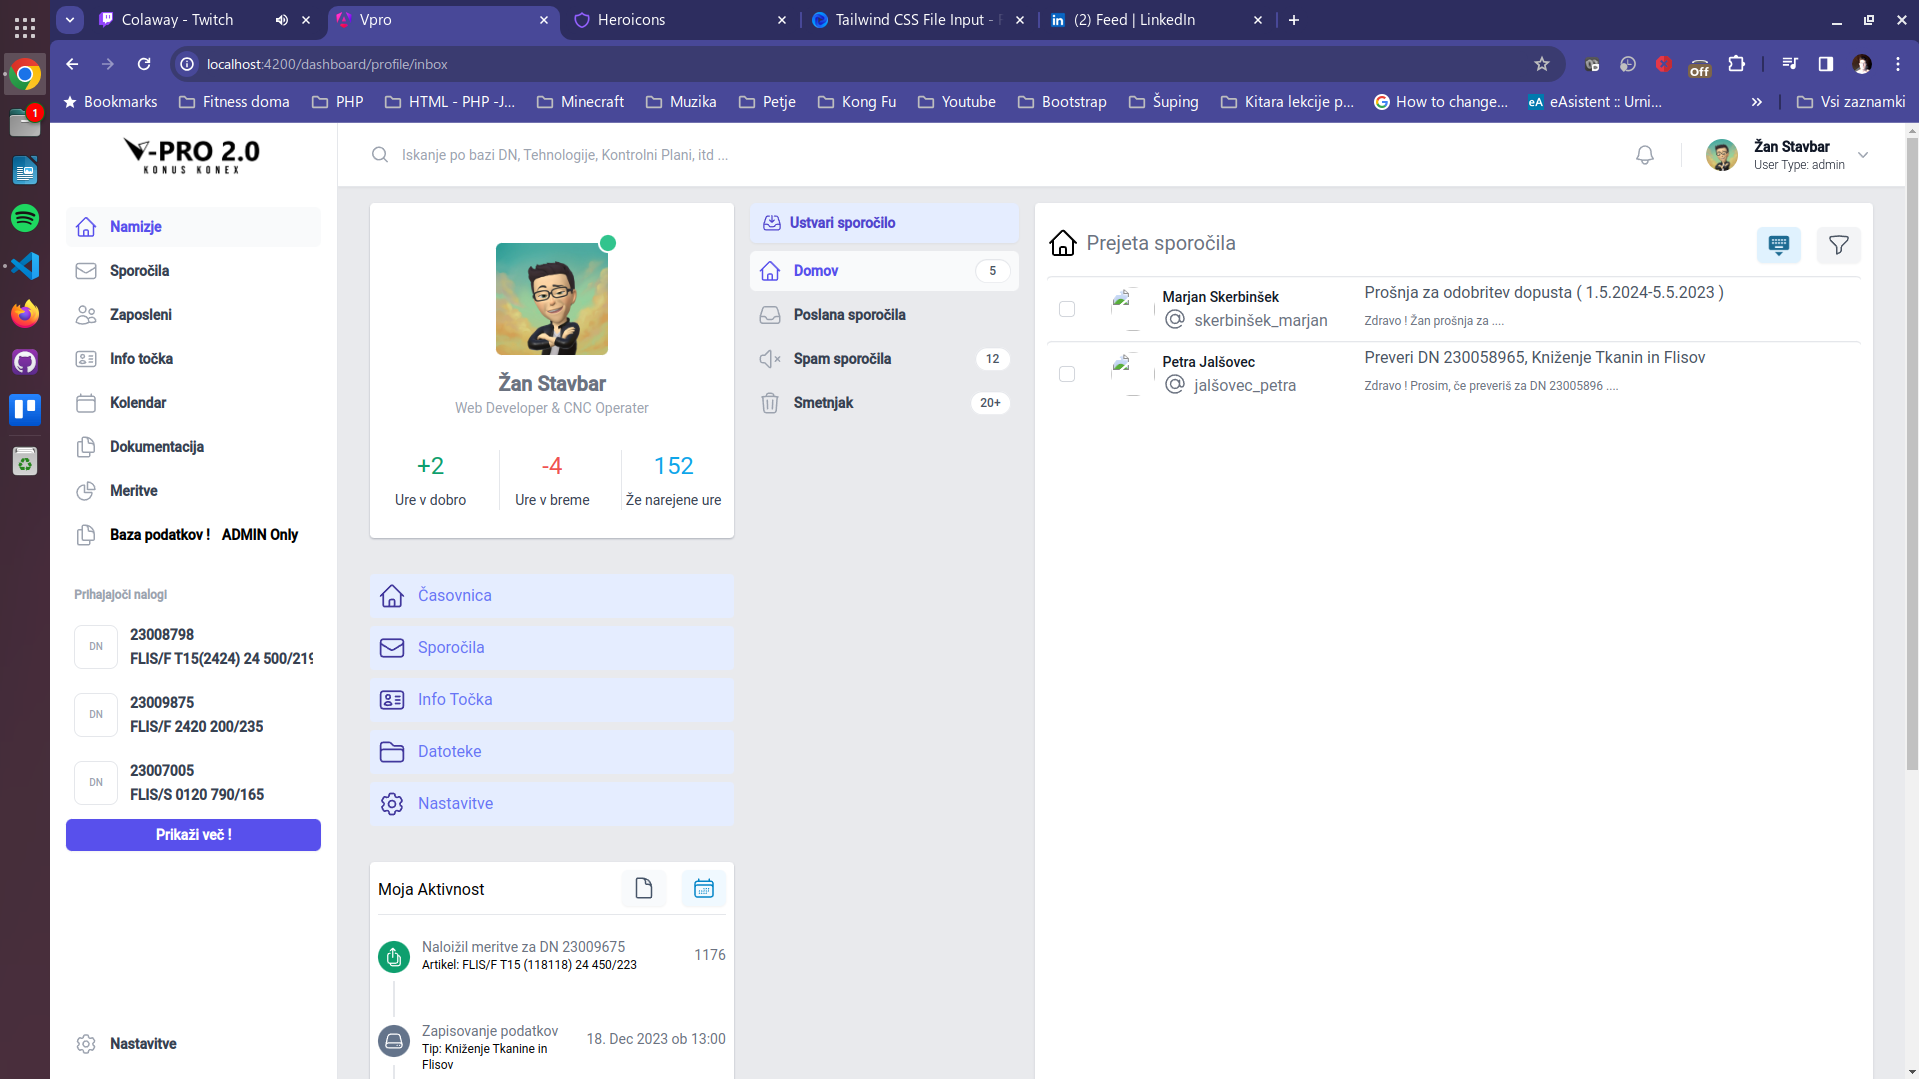 Colaway - Twitch
Vpro
Heroicons
Tailwind CSS File Input -
(2) Feed | LinkedIn
localhost:4200/dashboard/profile/inbox
Off
Bookmarks
Fitness doma
PHP
HTML - PHP -J...
Minecraft
Muzika
Petje
Kong Fu
Youtube
Bootstrap
Šuping
Kitara lekcije p...
How to change...
eA
eAsistent :: Urni...
»
Vsi zaznamki
1
V-PRO 2.0
KONUS KONEX
Iskanje po bazi DN, Tehnologije, Kontrolni Plani, itd ...
Žan Stavbar
User Type: admin
Namizje
Sporočila
Zaposleni
Info točka
Kolendar
Dokumentacija
Meritve
Baza podatkov ! ADMIN Only
Prihajajoči nalogi
DN
23008798
FLIS/F T15(2424) 24 500/219
DN
23009875
FLIS/F 2420 200/235
DN
23007005
FLIS/S 0120 790/165
Prikaži več !
Nastavitve
Žan Stavbar
Web Developer & CNC Operater
+2
Ure v dobro
-4
Ure v breme
152
Že narejene ure
Časovnica
Sporočila
Info Točka
Datoteke
Nastavitve
Moja Aktivnost
Naloižil meritve za DN 23009675
Artikel: FLIS/F T15 (118118) 24 450/223
1176
Zapisovanje podatkov
Tip: Kniženje Tkanine in
Flisov
18. Dec 2023 ob 13:00
Ustvari sporočilo
Domov
5
Poslana sporočila
Spam sporočila
12
Smetnjak
20+
Prejeta sporočila
Marjan Skerbinšek
@ skerbinšek_marjan
Prošnja za odobritev dopusta ( 1.5.2024-5.5.2023 )
Zdravo ! Žan prošnja za ....
Petra Jalšovec
@ jalšovec_petra
Preveri DN 230058965, Kniženje Tkanin in Flisov
Zdravo ! Prosim, če preveriš za DN 23005896 ....